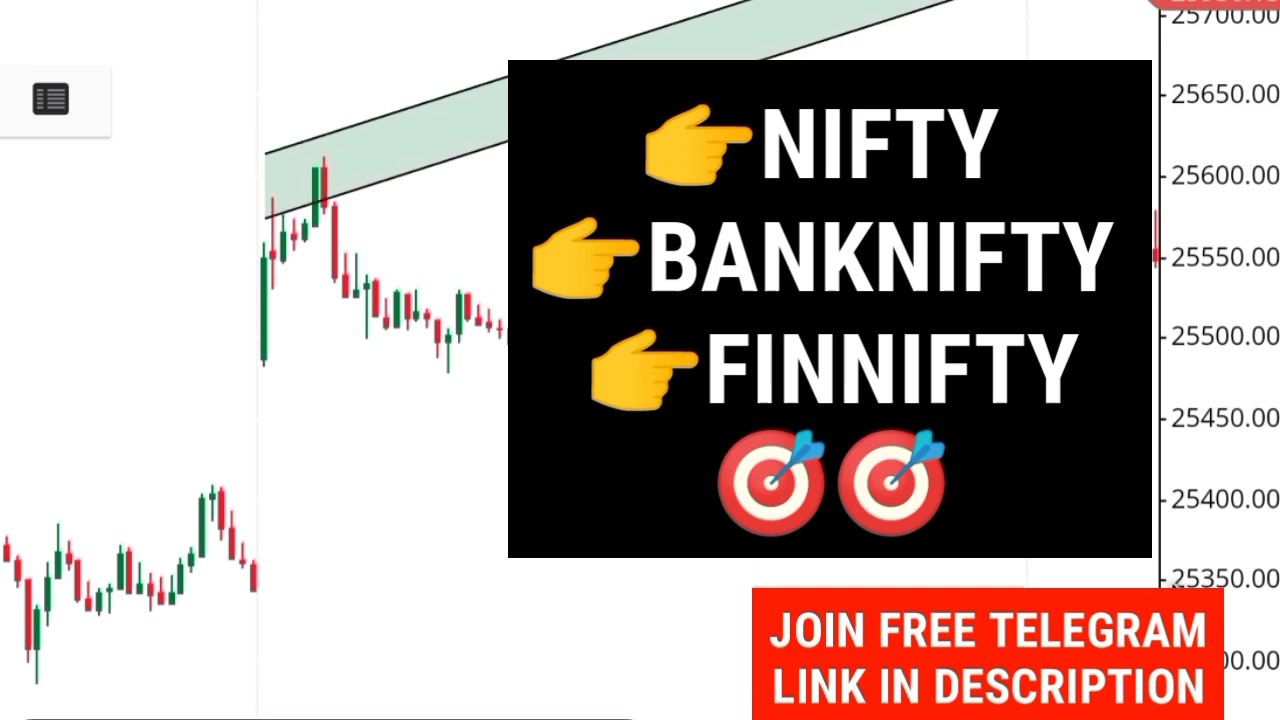 25700.00
25650.00
👉NIFTY
25600.00
👉BANKNIFTY
25550.00
25500.00
👉FINNIFTY
25450.00
25400.00
25350.00
JOIN FREE TELEGRAM
LINK IN DESCRIPTION